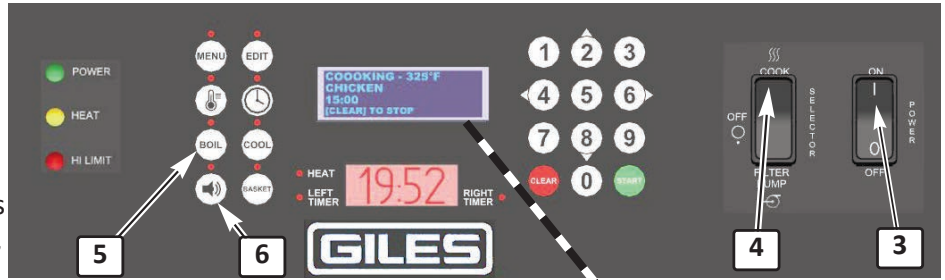 POWER
HEAT
HI LIMIT
MENU
EDIT
BOIL
COOL
BASKET
COOOKING - 325°F
CHICKEN
15:00
[CLEAR] TO STOP
HEAT
LEFT TIMER
19:52
RIGHT TIMER
GILES
1 2 3
4 5 6
7 8 9
CLEAR 0 START
COOK
OFF
SELECTOR
FILTER PUMP
ON
I
POWER
O
OFF
5
6
4
3
s